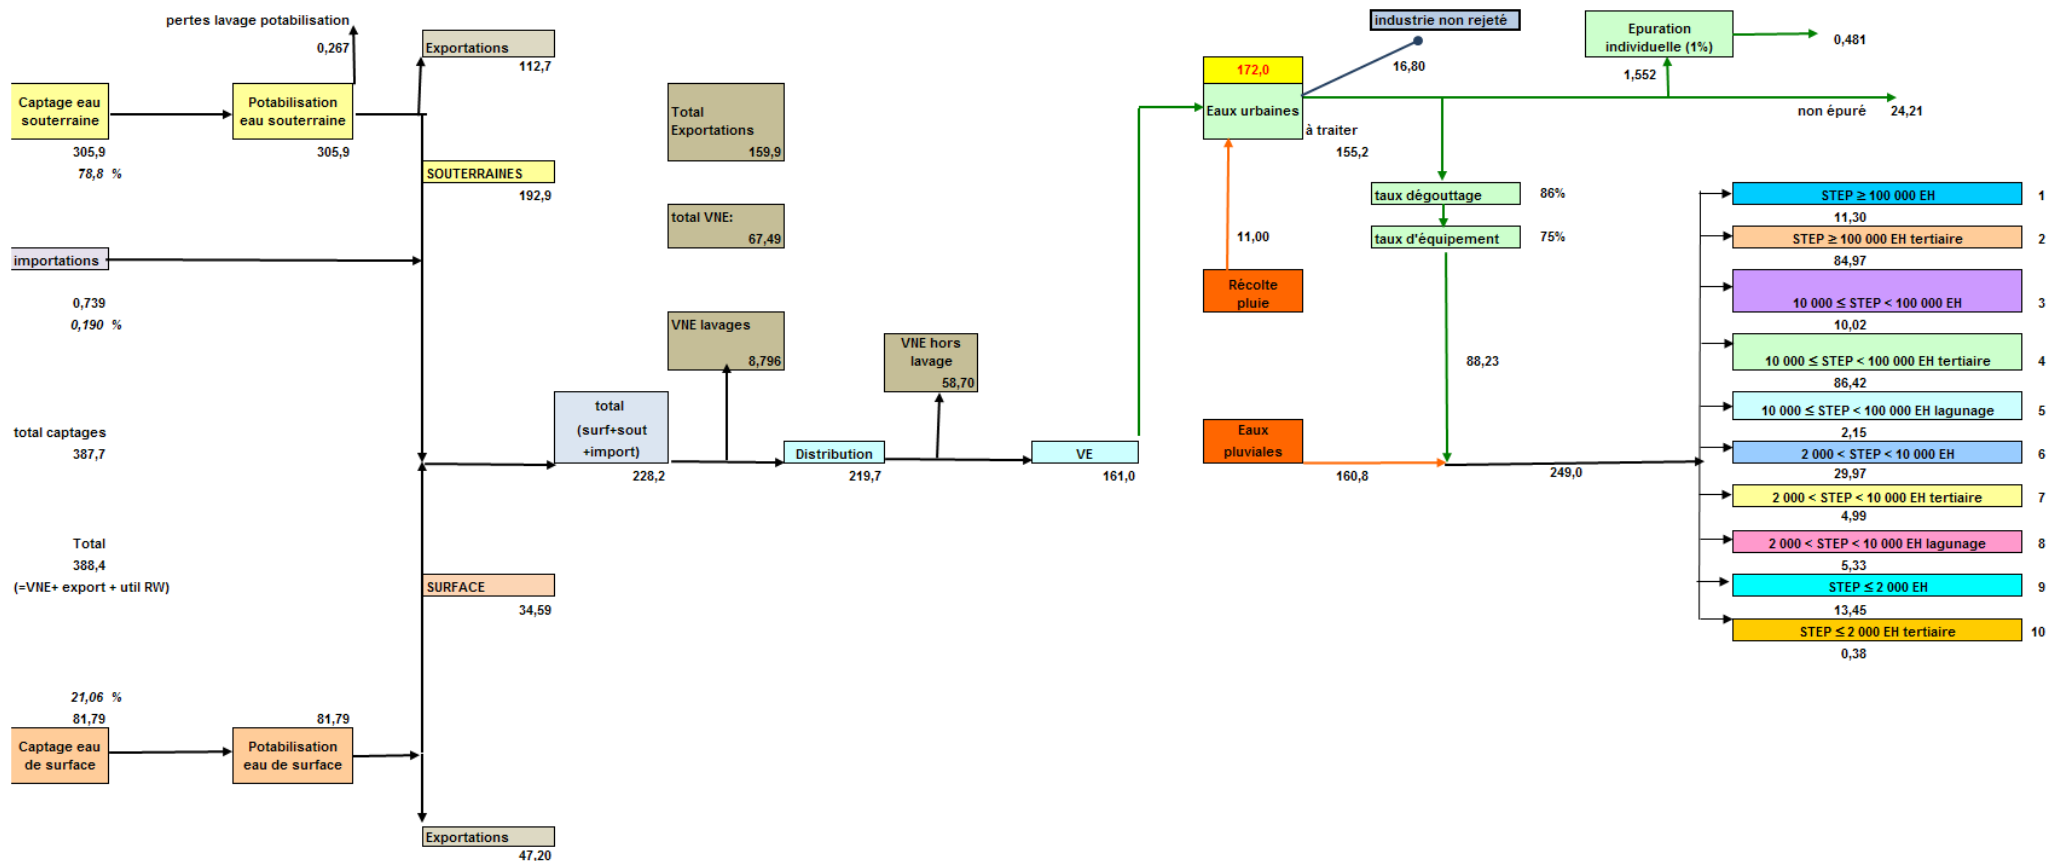 pertes lavage potabilisation
0,267
Exportations
112,7
Captage eau
souterraine
305,9
78,8 %
Potabilisation
eau souterraine
305,9
SOUTERRAINES
192,9
importations
0,739
0,190 %
total captages
387,7
Total
388,4
(=VNE+ export + util RW)
21,06 %
81,79
Captage eau
de surface
81,79
Potabilisation
eau de surface
SURFACE
34,59
Exportations
47,20
Total
Exportations
159,9
total VNE:
67,49
VNE lavages
8,796
total
(surf+sout
+import)
228,2
Distribution
219,7
VNE hors
lavage
58,70
VE
161,0
172,0
Eaux urbaines
à traiter
155,2
industrie non rejeté
16,80
Epuration
individuelle (1%)
0,481
1,552
non épuré 24,21
11,00
Récolte
pluie
taux dégouttage 86%
taux d'équipement 75%
88,23
Eaux
pluviales
160,8
249,0
STEP ≥ 100 000 EH 1
11,30
STEP ≥ 100 000 EH tertiaire 2
84,97
10 000 ≤ STEP < 100 000 EH 3
10,02
10 000 ≤ STEP < 100 000 EH tertiaire 4
86,42
10 000 ≤ STEP < 100 000 EH lagunage 5
2,15
2 000 < STEP < 10 000 EH 6
29,97
2 000 < STEP < 10 000 EH tertiaire 7
4,99
2 000 < STEP < 10 000 EH lagunage 8
5,33
STEP ≤ 2 000 EH 9
13,45
STEP ≤ 2 000 EH tertiaire 10
0,38